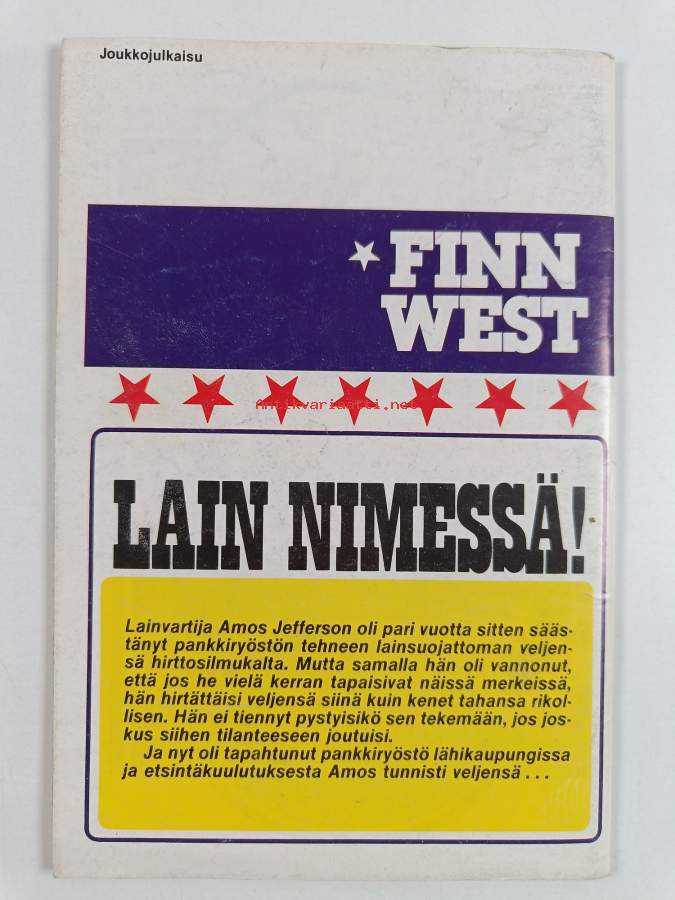 Joukkojulkaisu
FINN
WEST
Antikvariaatti.net
LAIN NIMESSÄ!
Lainvartija Amos Jefferson oli pari vuotta sitten sääs-
tänyt pankkiryöstön tehneen lainsuojattoman veljen-
sä hirttosilmukalta. Mutta samalla hän oli vannonut,
että jos he vielä kerran tapaisivat näissä merkeissä,
hän hirtättäisi veljensä siinä kuin kenet tahansa rikol-
lisen. Hän ei tiennyt pystyisikö sen tekemään, jos jos-
kus siihen tilanteeseen joutuisi.
Ja nyt oli tapahtunut pankkiryöstö lähikaupungissa
ja etsintäkuulutuksesta Amos tunnisti veljensä ...